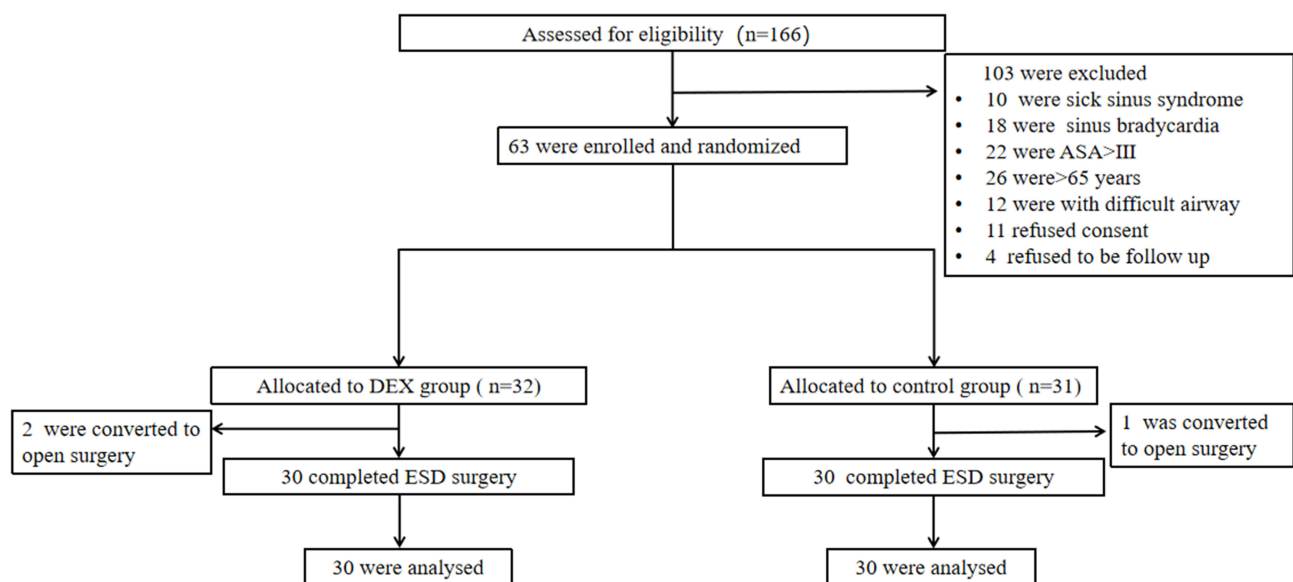 Assessed for eligibility (n=166)
103 were excluded
• 10 were sick sinus syndrome
• 18 were sinus bradycardia
• 22 were ASA>III
• 26 were>65 years
• 12 were with difficult airway
• 11 refused consent
• 4 refused to be follow up
63 were enrolled and randomized
Allocated to DEX group ( n=32)
Allocated to control group ( n=31)
2 were converted to
open surgery
1 was converted
to open surgery
30 completed ESD surgery
30 completed ESD surgery
30 were analysed
30 were analysed